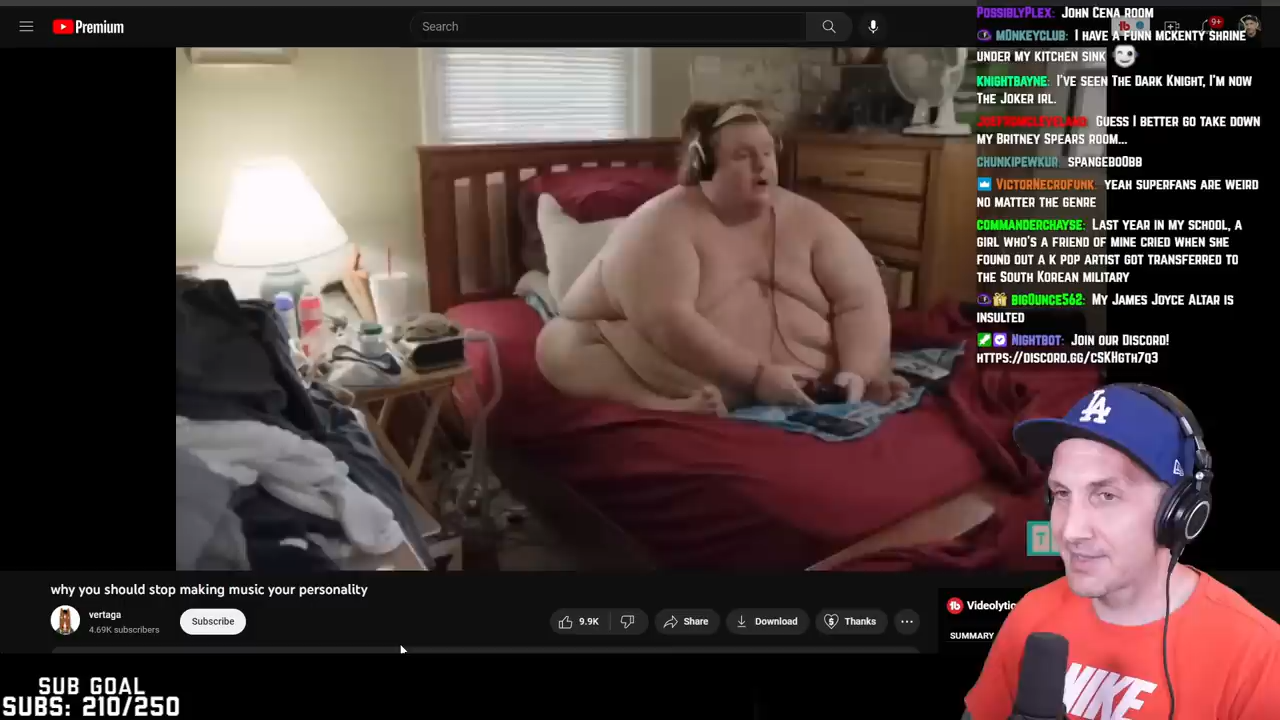 Premium
Search
9+
PossiblyPlex: John Cena room
M0nkeyClub: I have a Funn McKenty shrine
under my kitchen sink
KnightBayne: I've seen The Dark Knight, I'm now
The Joker irl.
JoeFromCleveland: Guess I better go take down
my Britney Spears room...
ChunkiPewkur: spangebo0bb
VictorNecrofunk: Yeah superfans are weird
no matter the genre
CommanderChayse: Last year in my school, a
girl who's a friend of mine cried when she
found out a K pop artist got transferred to
the South Korean military
bigOunce562: My James Joyce altar is
insulted
Nightbot: Join our Discord!
https://discord.gg/cSKHgth7q3
LA
T
why you should stop making music your personality
vertaga
4.69K subscribers
Subscribe
9.9K
Share
Download
Thanks
Videolytic
SUMMARY
NIKE
SUB GOAL
SUBS: 210/250